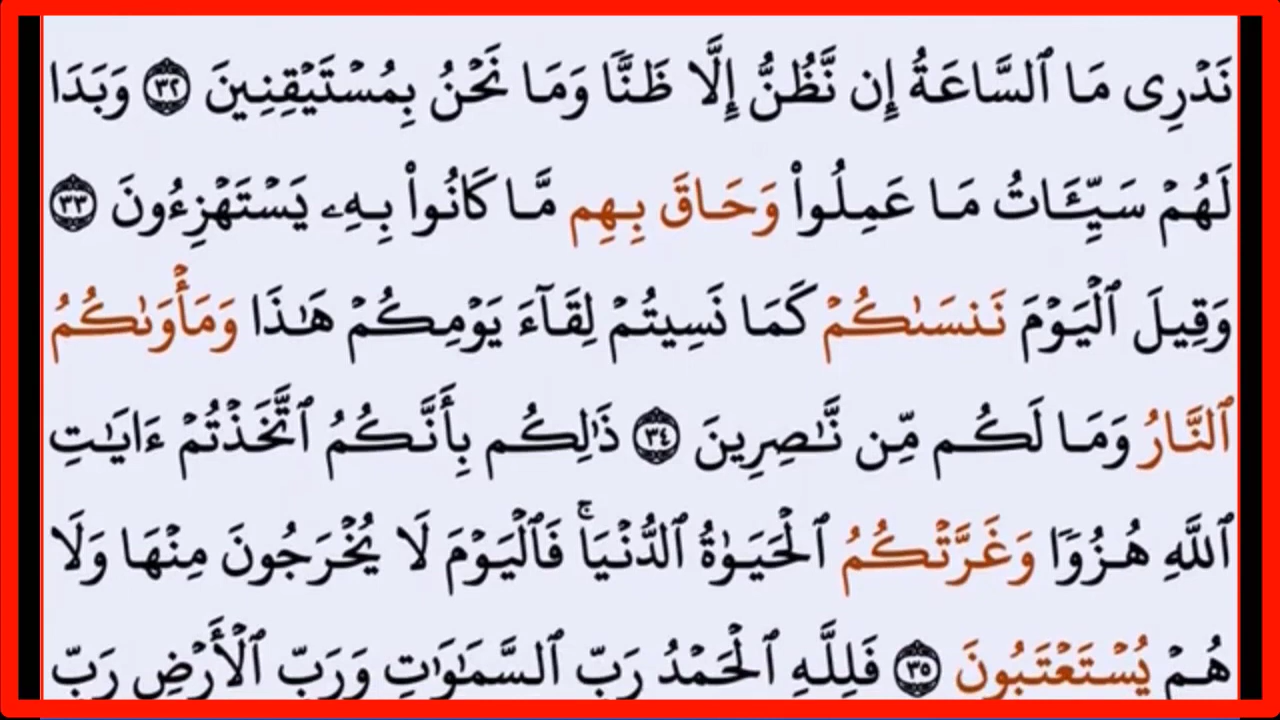 نَدْرِى مَا ٱلسَّاعَةُ إِن نَّظُنُّ إِلَّا ظَنًّا وَمَا نَحْنُ بِمُسْتَيْقِنِينَ ٣٢ وَبَدَا
لَهُمْ سَيِّـَٔاتُ مَا عَمِلُوا۟ وَحَاقَ بِهِم مَّا كَانُوا۟ بِهِۦ يَسْتَهْزِءُونَ ٣٣
وَقِيلَ ٱلْيَوْمَ نَنسَىٰكُمْ كَمَا نَسِيتُمْ لِقَآءَ يَوْمِكُمْ هَـٰذَا وَمَأْوَىٰكُمُ
ٱلنَّارُ وَمَا لَكُم مِّن نَّـٰصِرِينَ ٣٤ ذَٰلِكُم بِأَنَّكُمُ ٱتَّخَذْتُمْ ءَايَـٰتِ
ٱللَّهِ هُزُوًا وَغَرَّتْكُمُ ٱلْحَيَوٰةُ ٱلدُّنْيَا ۚ فَٱلْيَوْمَ لَا يُخْرَجُونَ مِنْهَا وَلَا
هُمْ يُسْتَعْتَبُونَ ٣٥ فَلِلَّهِ ٱلْحَمْدُ رَبِّ ٱلسَّمَـٰوَٰتِ وَرَبِّ ٱلْأَرْضِ رَبِّ